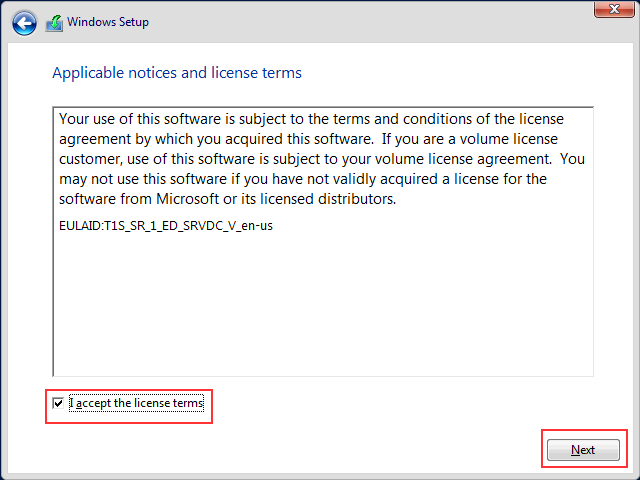 Windows Setup
Applicable notices and license terms
Your use of this software is subject to the terms and conditions of the license
agreement by which you acquired this software.  If you are a volume license
customer, use of this software is subject to your volume license agreement.  You
may not use this software if you have not validly acquired a license for the
software from Microsoft or its licensed distributors.
EULAID:T1S_SR_1_ED_SRVDC_V_en-us
I accept the license terms
Next